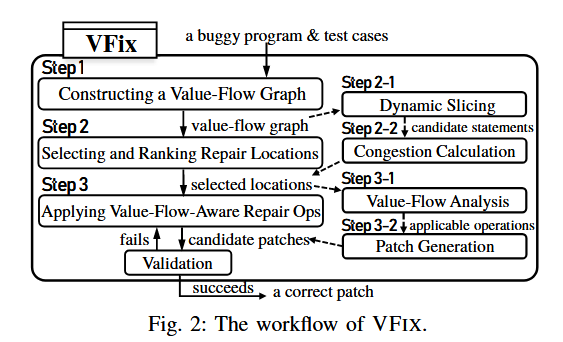 VFix
a buggy program & test cases
Step 1
Constructing a Value-Flow Graph
value-flow graph
Step 2
Selecting and Ranking Repair Locations
selected locations
Step 3
Applying Value-Flow-Aware Repair Ops
fails
candidate patches
Validation
succeeds
a correct patch
Step 2-1
Dynamic Slicing
Step 2-2
candidate statements
Congestion Calculation
Step 3-1
Value-Flow Analysis
Step 3-2
applicable operations
Patch Generation
Fig. 2: The workflow of VFIX.